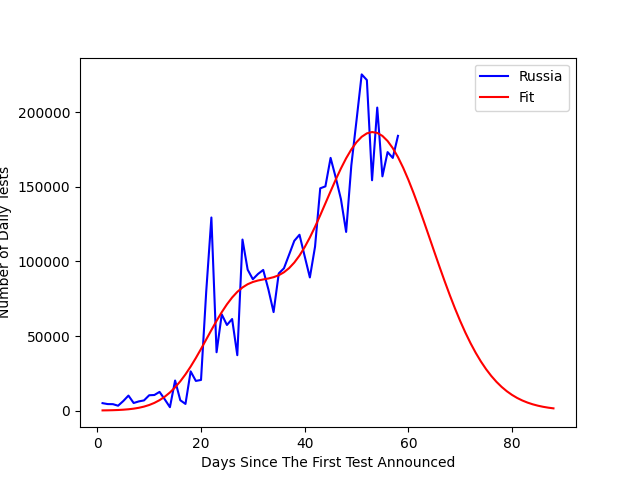 Russia
Fit
200000
150000
100000
50000
0
Number of Daily Tests
0 20 40 60 80
Days Since The First Test Announced